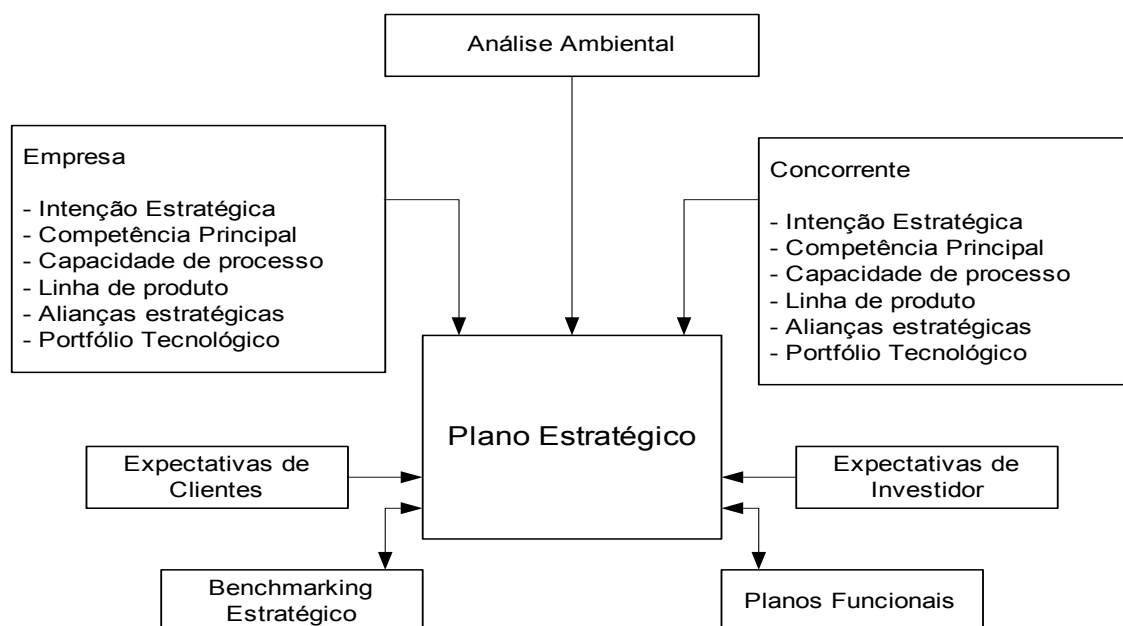 Análise Ambiental
Empresa
- Intenção Estratégica
- Competência Principal
- Capacidade de processo
- Linha de produto
- Alianças estratégicas
- Portfólio Tecnológico
Concorrente
- Intenção Estratégica
- Competência Principal
- Capacidade de processo
- Linha de produto
- Alianças estratégicas
- Portfólio Tecnológico
Plano Estratégico
Expectativas de
Clientes
Expectativas de
Investidor
Benchmarking
Estratégico
Planos Funcionais